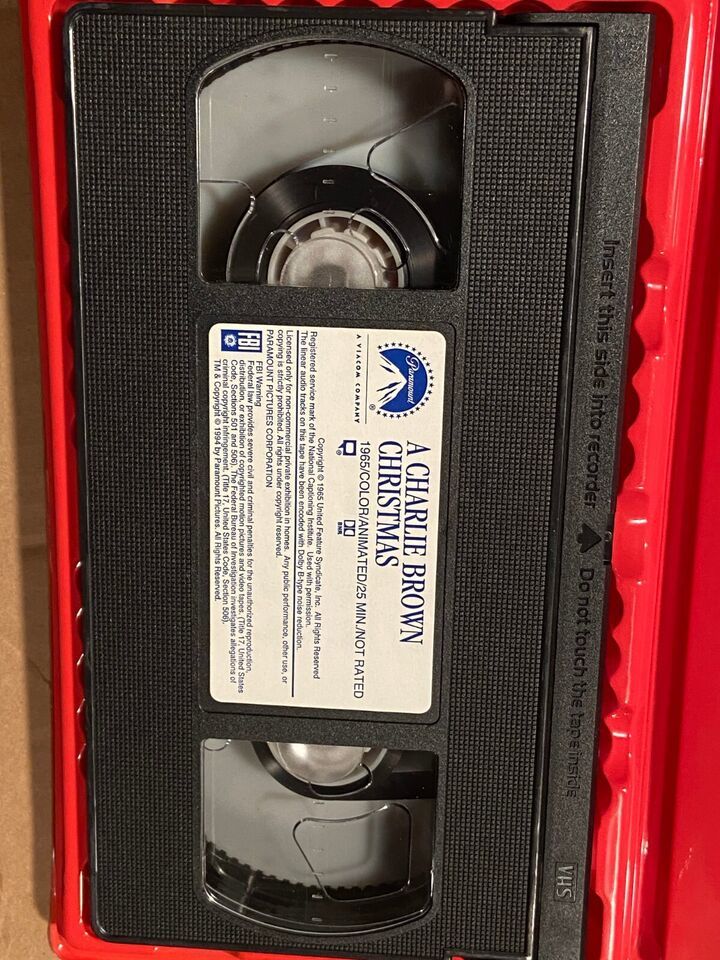 Insert this side into recorder Do not touch the tape inside
VHS
Paramount
®
A VIACOM COMPANY
A CHARLIE BROWN
CHRISTMAS
1965/COLOR/ANIMATED/25 MIN./NOT RATED
®
B NR
Copyright © 1965 United Feature Syndicate, Inc. All Rights Reserved
Registered service mark of the National Captioning Institute. Used with permission.
The linear audio tracks on this tape have been encoded with Dolby B-type noise reduction.
Licensed only for non-commercial private exhibition in homes. Any public performance, other use, or
copying is strictly prohibited. All rights under copyright reserved.
PARAMOUNT PICTURES CORPORATION
FBI
FBI Warning
Federal law provides severe civil and criminal penalties for the unauthorized reproduction,
distribution, or exhibition of copyrighted motion pictures and video tapes. (Title 17, United States
Code, Sections 501 and 506). The Federal Bureau of Investigation investigates allegations of
criminal copyright infringement, (Title 17, United States Code, Section 506).
TM & Copyright © 1994 by Paramount Pictures. All Rights Reserved.